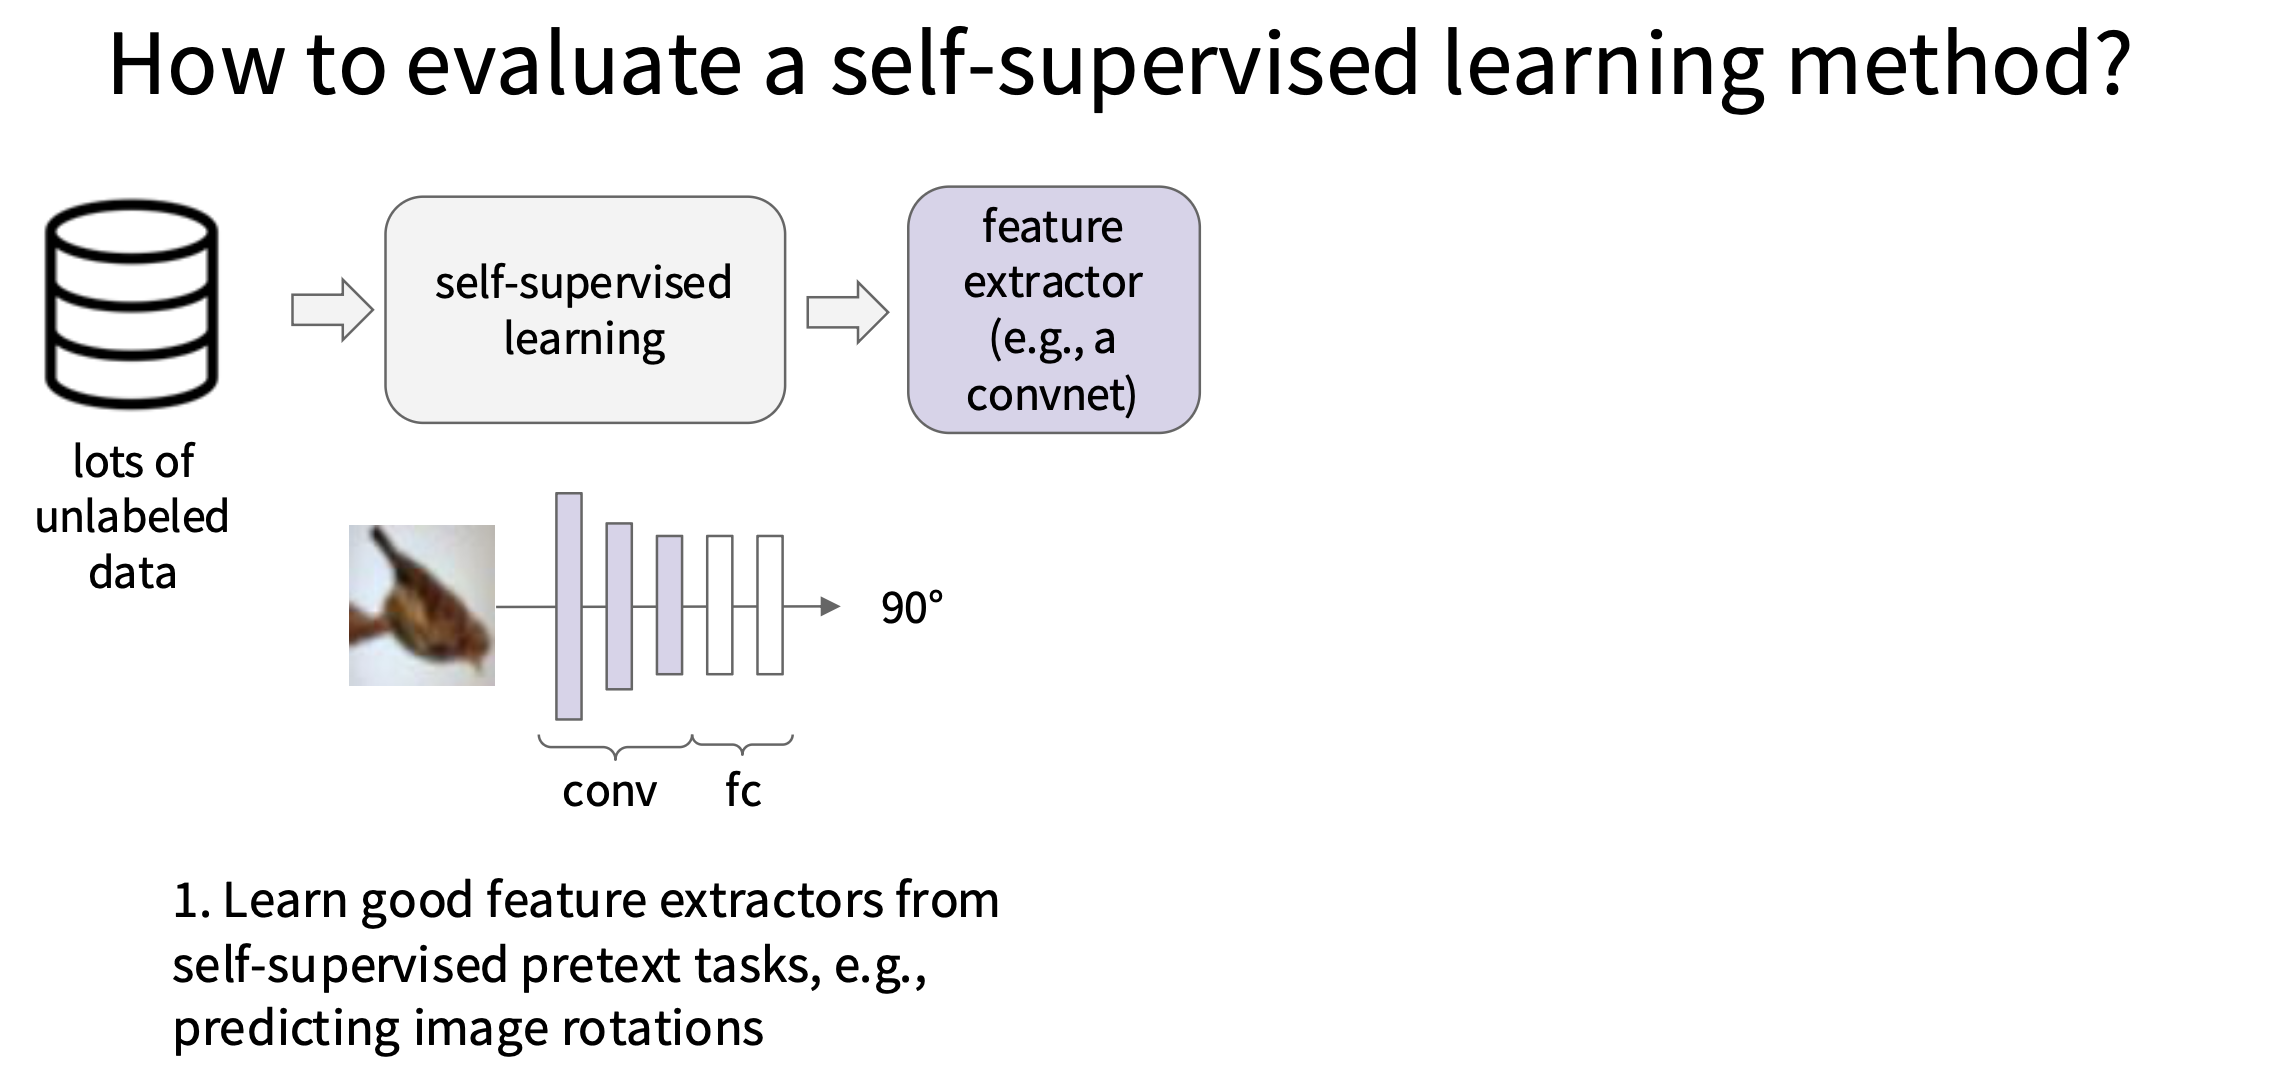 How to evaluate a self-supervised learning method?
lots of
unlabeled
data
self-supervised
learning
feature
extractor
(e.g., a
convnet)
90°
conv
fc
1. Learn good feature extractors from
self-supervised pretext tasks, e.g.,
predicting image rotations